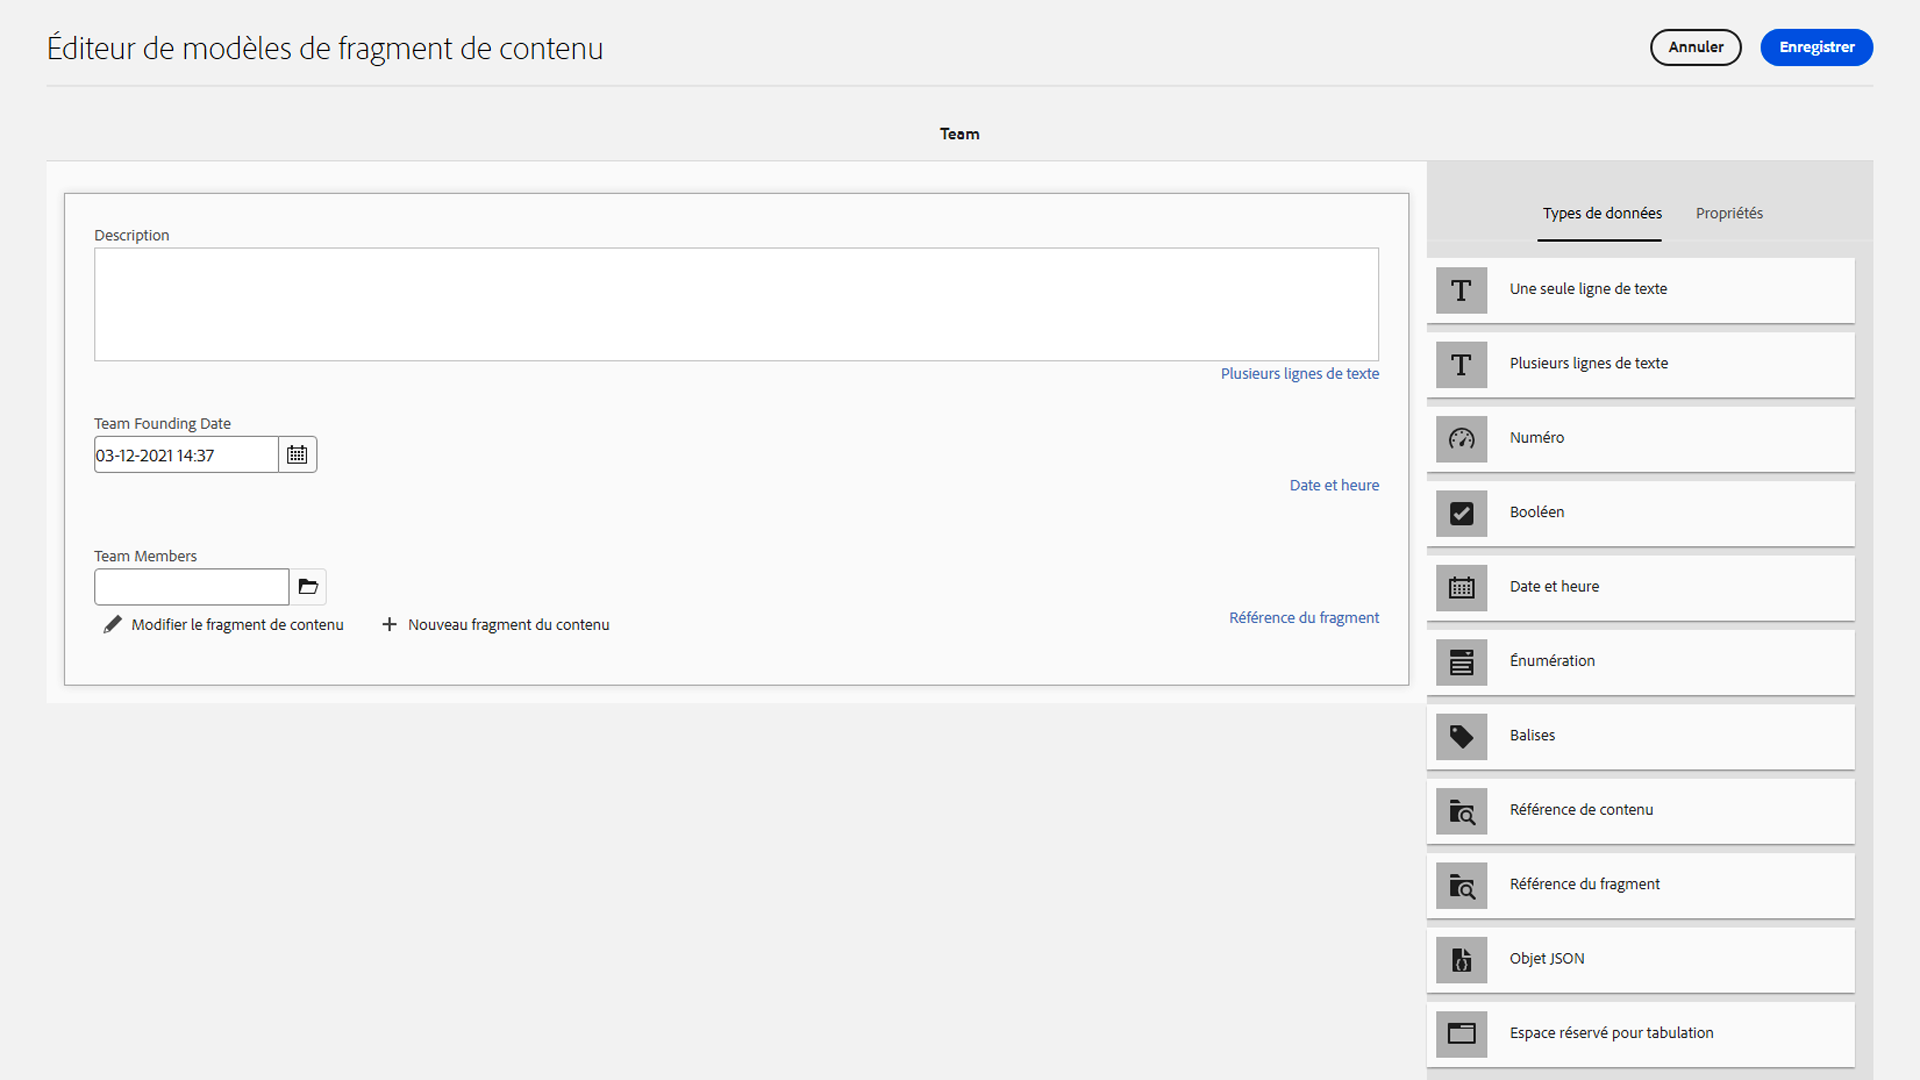 Éditeur de modèles de fragment de contenu
Annuler
Enregistrer
Team
Description
Plusieurs lignes de texte
Team Founding Date
03-12-2021 14:37
Date et heure
Team Members
Modifier le fragment de contenu
Nouveau fragment du contenu
Référence du fragment
Types de données
Propriétés
Une seule ligne de texte
Plusieurs lignes de texte
Numéro
Booléen
Date et heure
Énumération
Balises
Référence de contenu
Référence du fragment
Objet JSON
Espace réservé pour tabulation